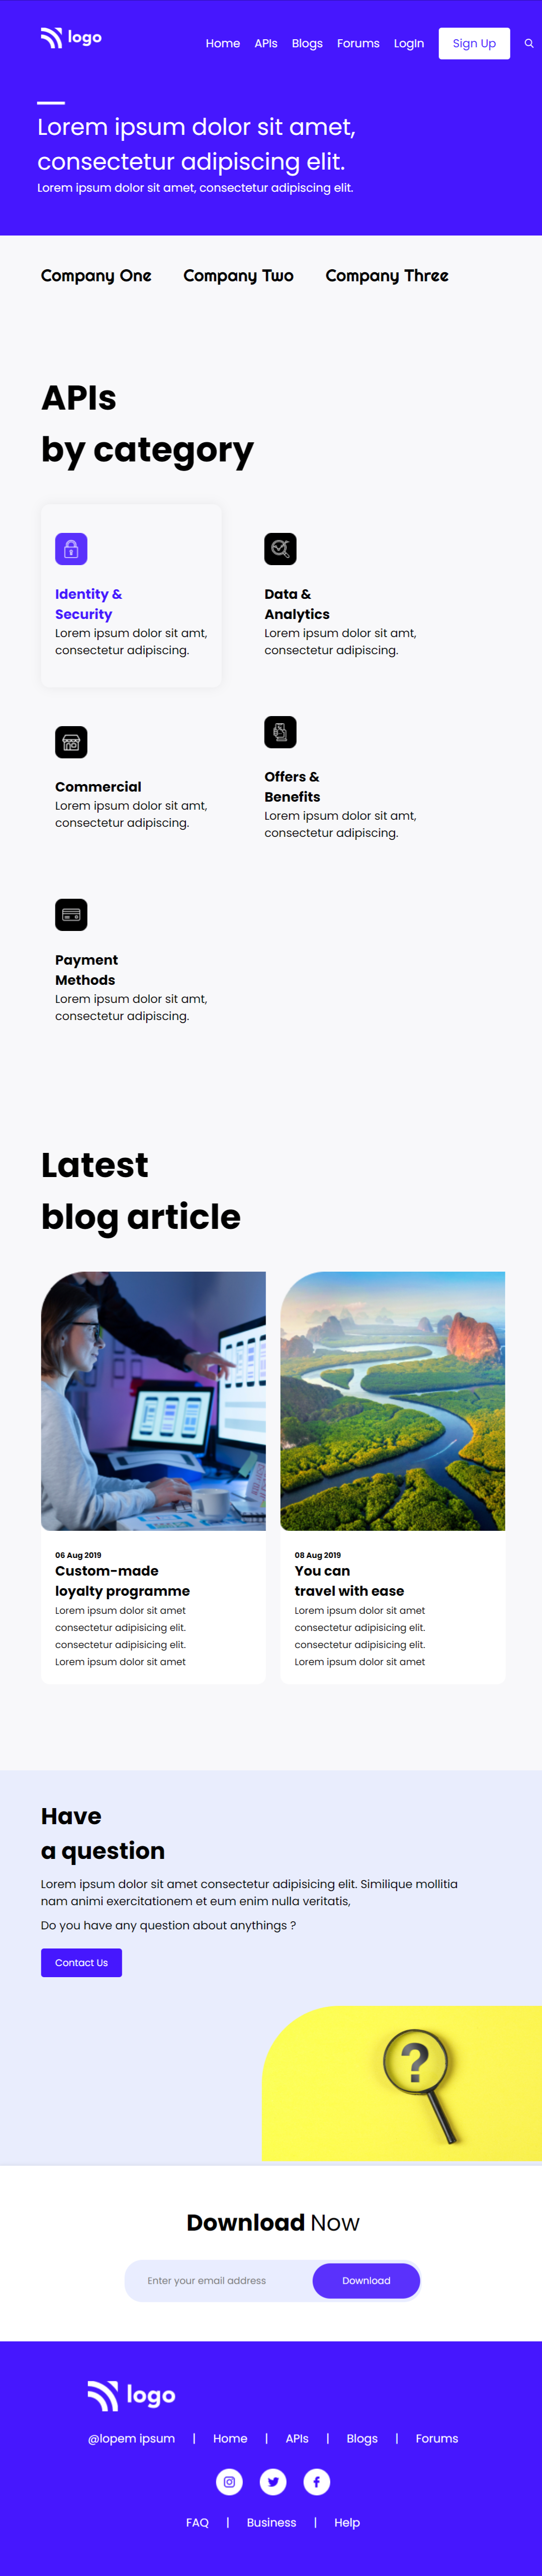 logo
Home APIs Blogs Forums LogIn Sign Up
Lorem ipsum dolor sit amet,
consectetur adipiscing elit.
Lorem ipsum dolor sit amet, consectetur adipiscing elit.
Company One Company Two Company Three
APIs
by category
Identity &
Security
Lorem ipsum dolor sit amt,
consectetur adipiscing.
Data &
Analytics
Lorem ipsum dolor sit amt,
consectetur adipiscing.
Commercial
Lorem ipsum dolor sit amt,
consectetur adipiscing.
Offers &
Benefits
Lorem ipsum dolor sit amt,
consectetur adipiscing.
Payment
Methods
Lorem ipsum dolor sit amt,
consectetur adipiscing.
Latest
blog article
06 Aug 2019
Custom-made
loyalty programme
Lorem ipsum dolor sit amet
consectetur adipisicing elit.
consectetur adipisicing elit.
Lorem ipsum dolor sit amet
08 Aug 2019
You can
travel with ease
Lorem ipsum dolor sit amet
consectetur adipisicing elit.
consectetur adipisicing elit.
Lorem ipsum dolor sit amet
Have
a question
Lorem ipsum dolor sit amet consectetur adipisicing elit. Similique mollitia
nam animi exercitationem et eum enim nulla veritatis,
Do you have any question about anythings ?
Contact Us
?
Download Now
Enter your email address Download
logo
@lopem ipsum | Home | APIs | Blogs | Forums
FAQ | Business | Help